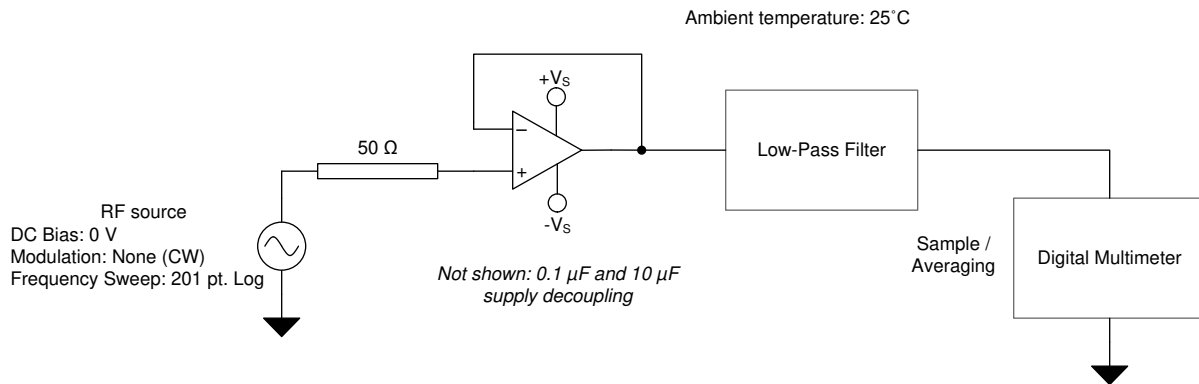 Ambient temperature: 25˚C
+VS
50 Ω
−
+
-VS
Low-Pass Filter
RF source
DC Bias: 0 V
Modulation: None (CW)
Frequency Sweep: 201 pt. Log
Not shown: 0.1 µF and 10 µF
supply decoupling
Sample /
Averaging
Digital Multimeter